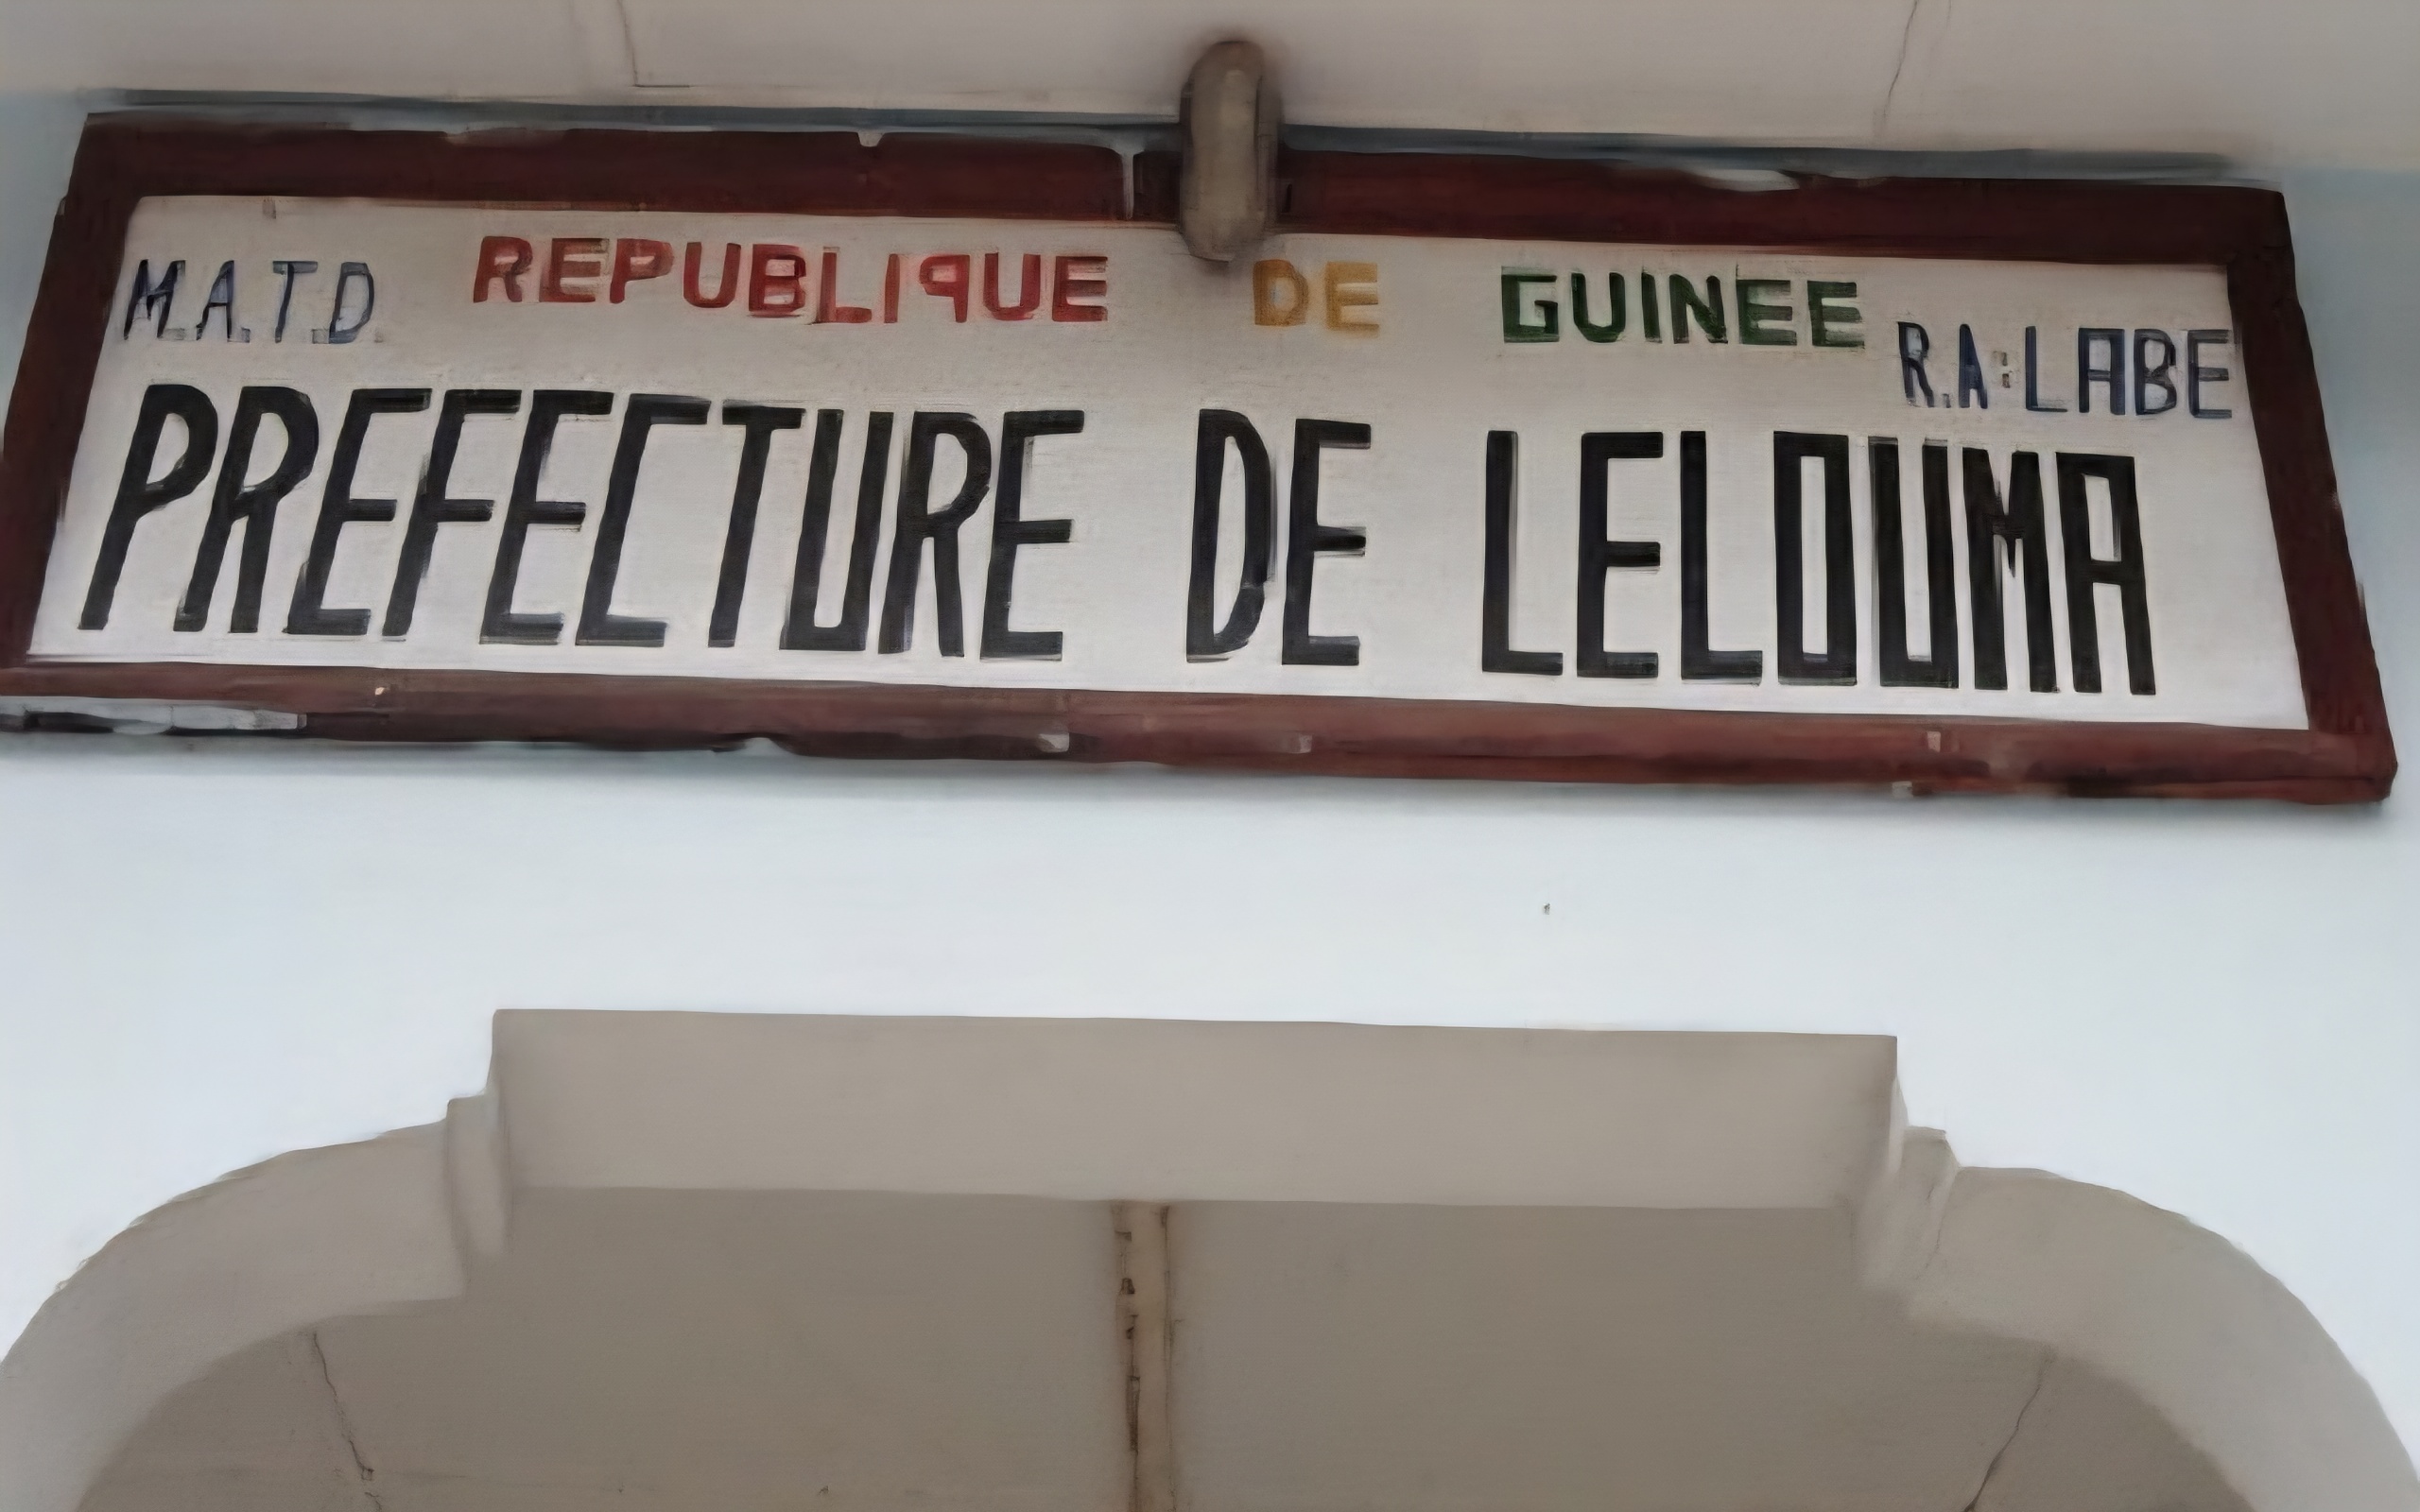 M.A.T.D. REPUBLIQUE DE GUINEE R.A:LABE
PREFECTURE DE LELOUMA